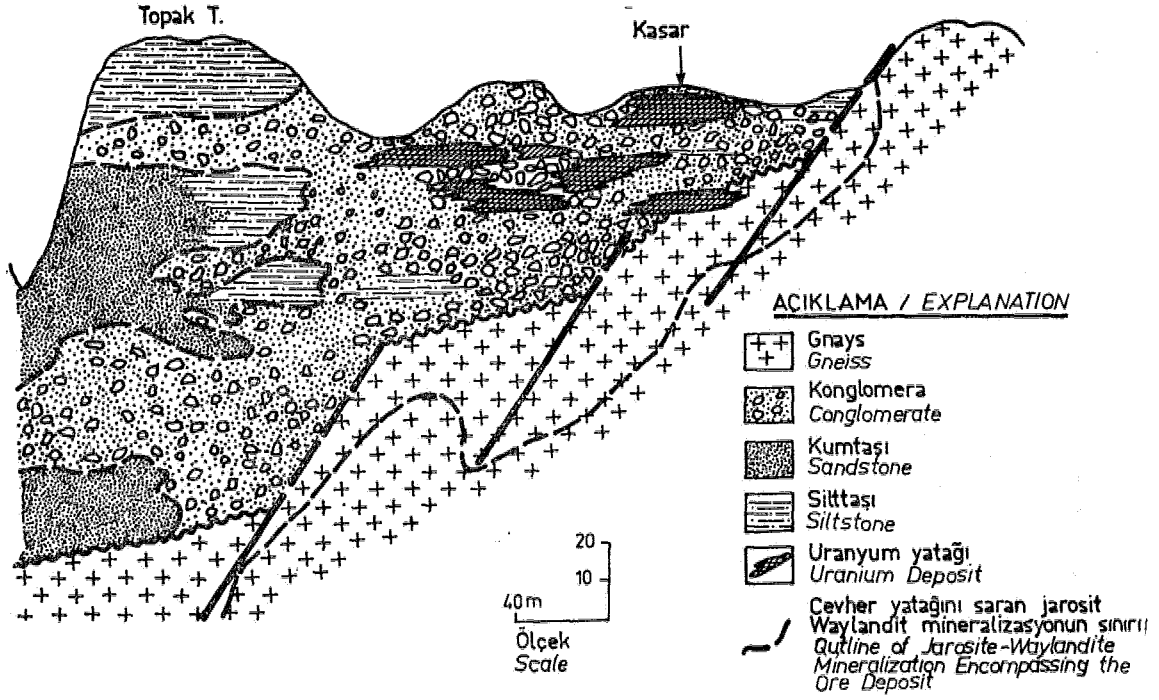 Topak T.
Kasar
AÇIKLAMA / EXPLANATION
Gnays
Gneiss
Konglomera
Conglomerate
Kumtaşı
Sandstone
Silttaşı
Siltstone
Uranyum yatağı
Uranium Deposit
Cevher yatağını saran jarosit
Waylandit mineralizasyonun sınırı
Outline of Jarosite-Waylandite
Mineralization Encompassing the
Ore Deposit
20
10
40 m
Ölçek
Scale